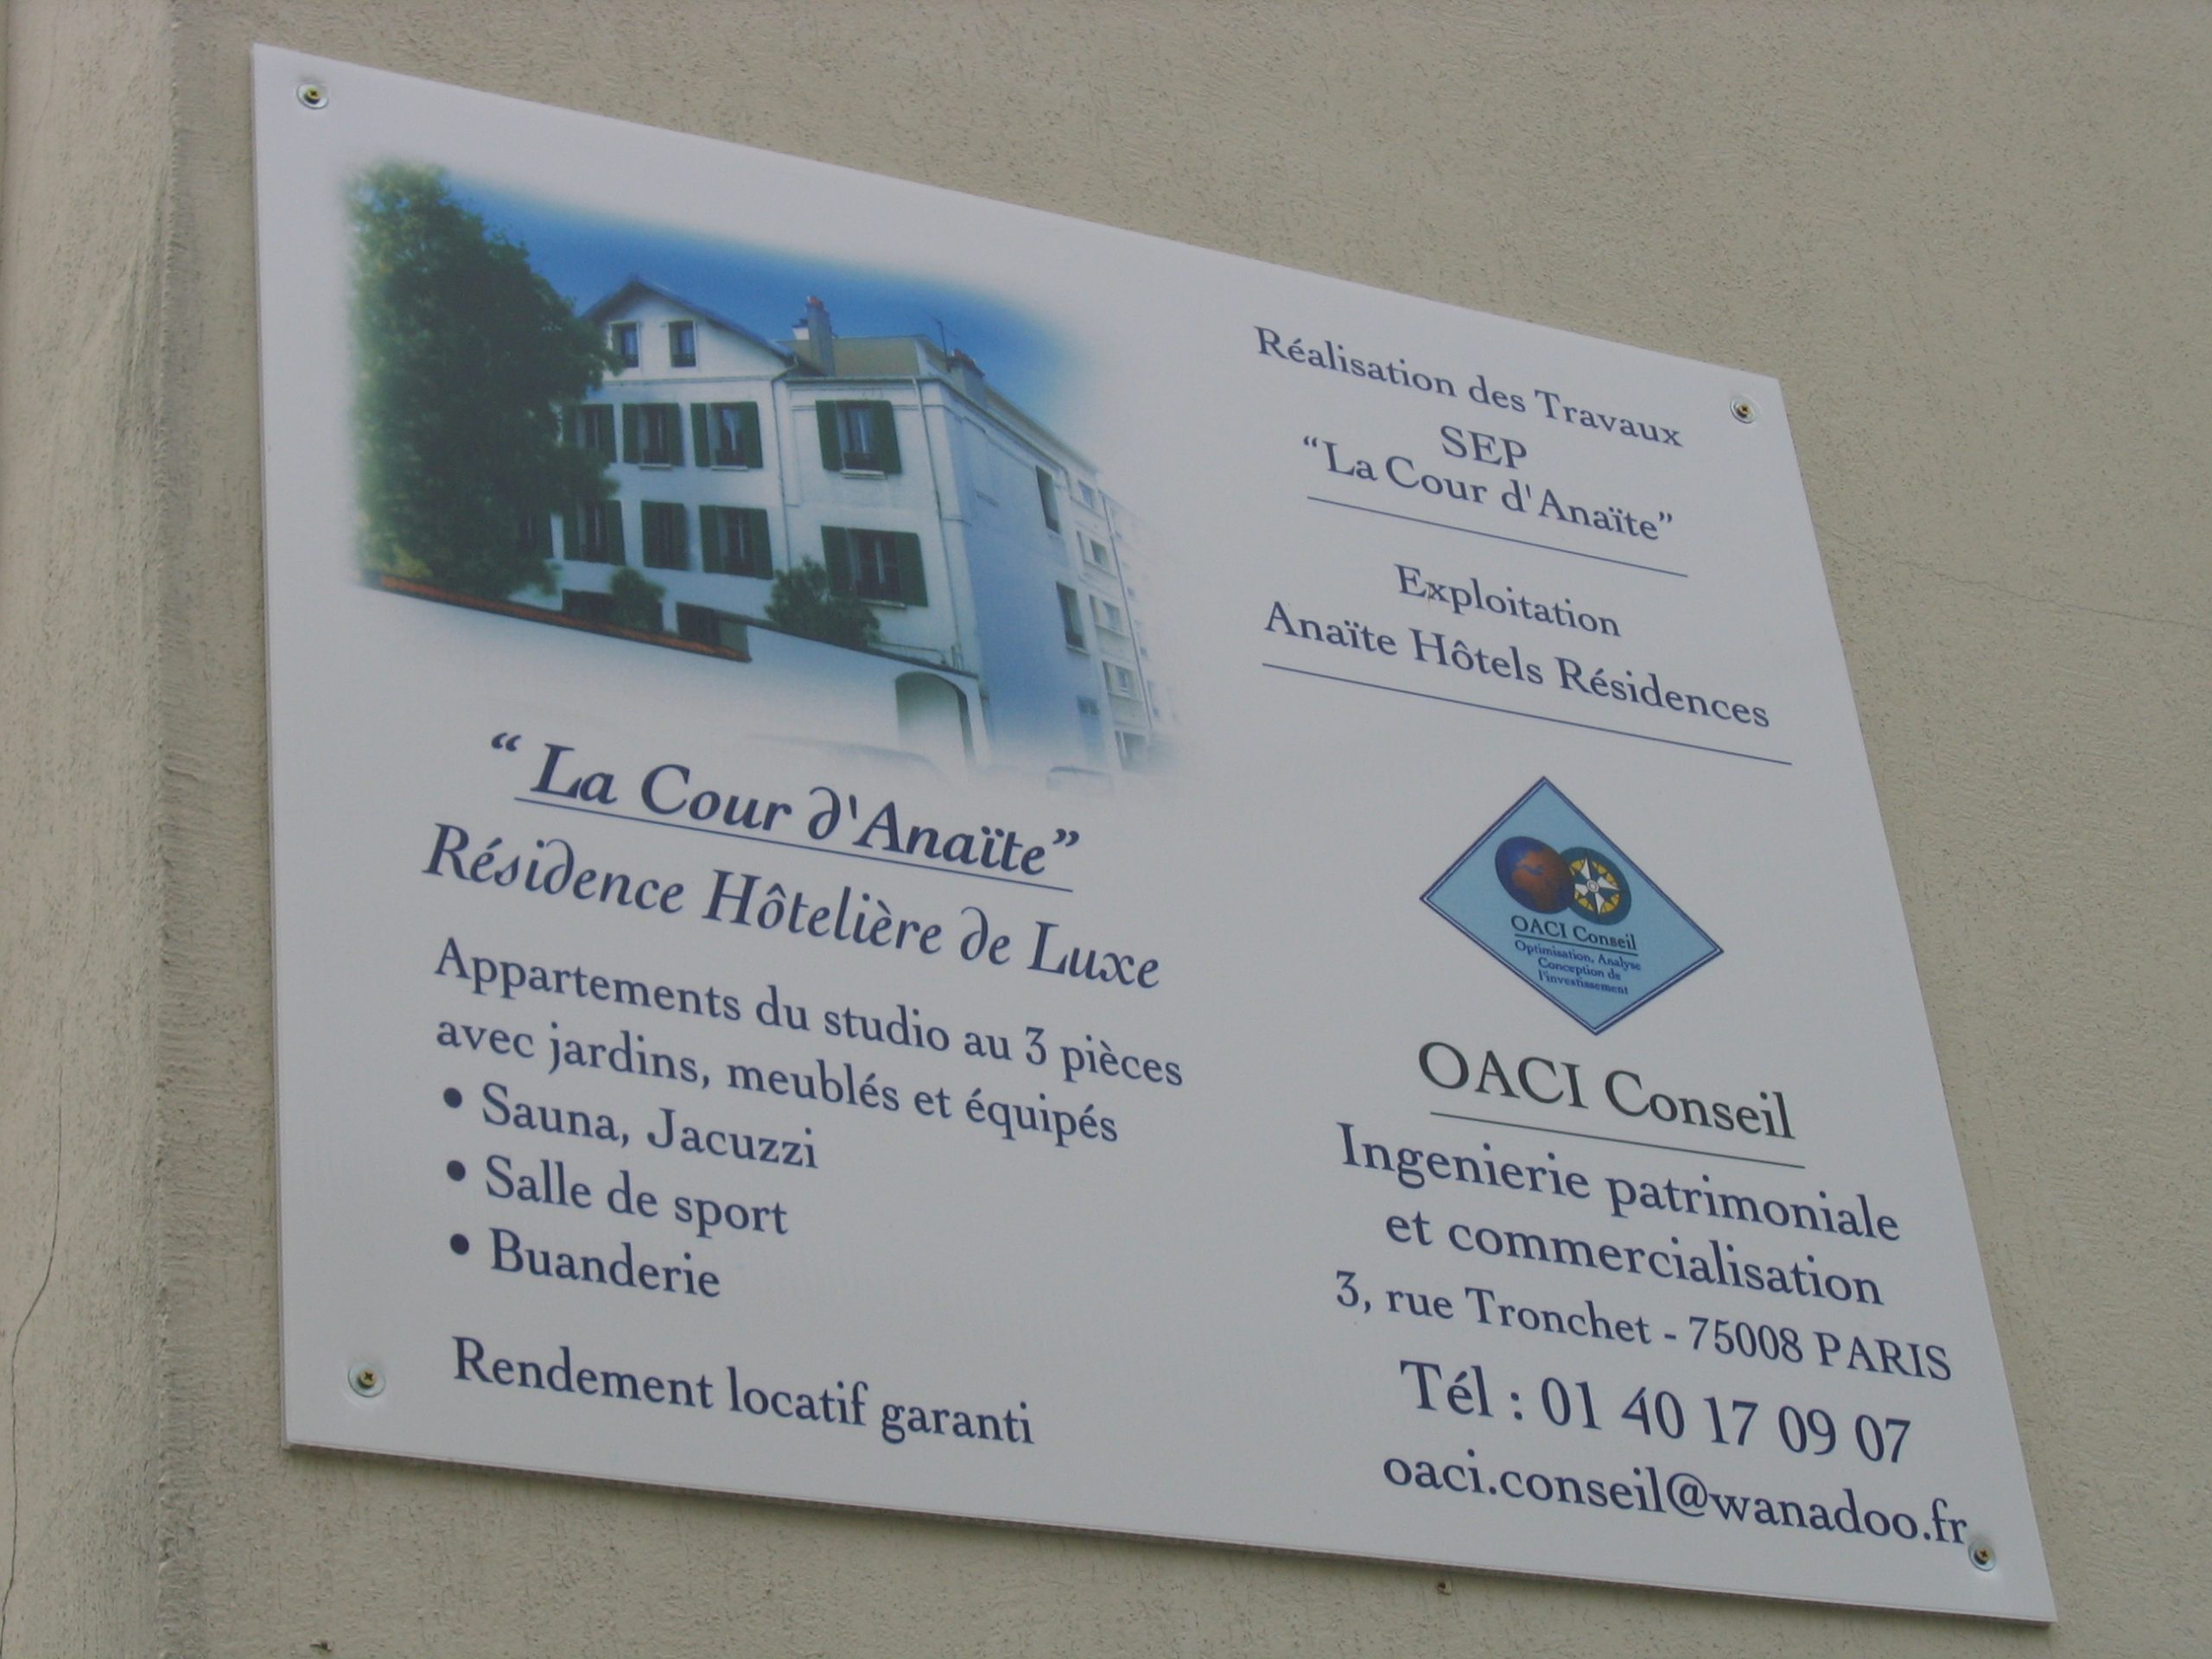 “La Cour d'Anaïte”
Résidence Hôtelière de Luxe
Appartements du studio au 3 pièces
avec jardins, meublés et équipés
• Sauna, Jacuzzi
• Salle de sport
• Buanderie
Rendement locatif garanti
Réalisation des Travaux
SEP
“La Cour d'Anaïte”
Exploitation
Anaïte Hôtels Résidences
OACI Conseil
Optimisation, Analyse
Conception de
l'investissement
OACI Conseil
Ingenierie patrimoniale
et commercialisation
3, rue Tronchet - 75008 PARIS
Tél : 01 40 17 09 07
oaci.conseil@wanadoo.fr